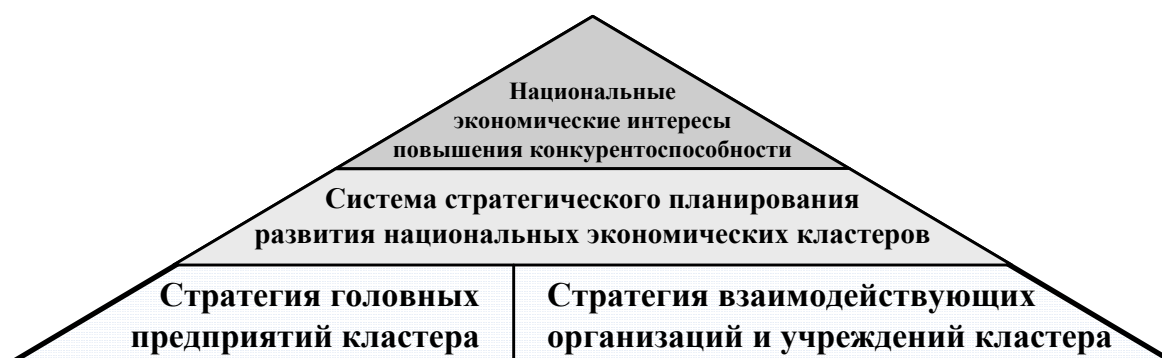 Национальные
экономические интересы
повышения конкурентоспособности
Система стратегического планирования
развития национальных экономических кластеров
Стратегия головных
предприятий кластера
Стратегия взаимодействующих
организаций и учреждений кластера